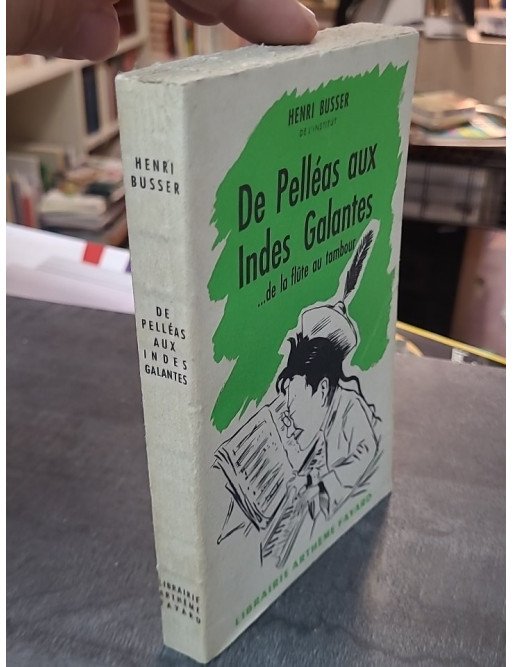 HENRI
BUSSER
DE
PELLÉAS
AUX
INDES
GALANTES
LIBRAIRIE
ARTHÈME
FAYARD
HENRI BUSSER
DE L'INSTITUT
De Pelléas aux
Indes Galantes
...de la flûte au tambour
LIBRAIRIE ARTHÈME FAYARD